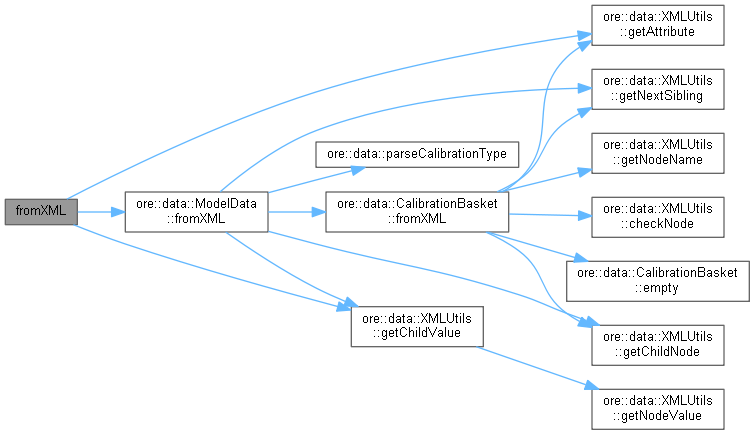 fromXML
ore::data::ModelData
::fromXML
ore::data::parseCalibrationType
ore::data::CalibrationBasket
::fromXML
ore::data::XMLUtils
::getChildValue
ore::data::XMLUtils
::getAttribute
ore::data::XMLUtils
::getNextSibling
ore::data::XMLUtils
::getNodeName
ore::data::XMLUtils
::checkNode
ore::data::CalibrationBasket
::empty
ore::data::XMLUtils
::getChildNode
ore::data::XMLUtils
::getNodeValue